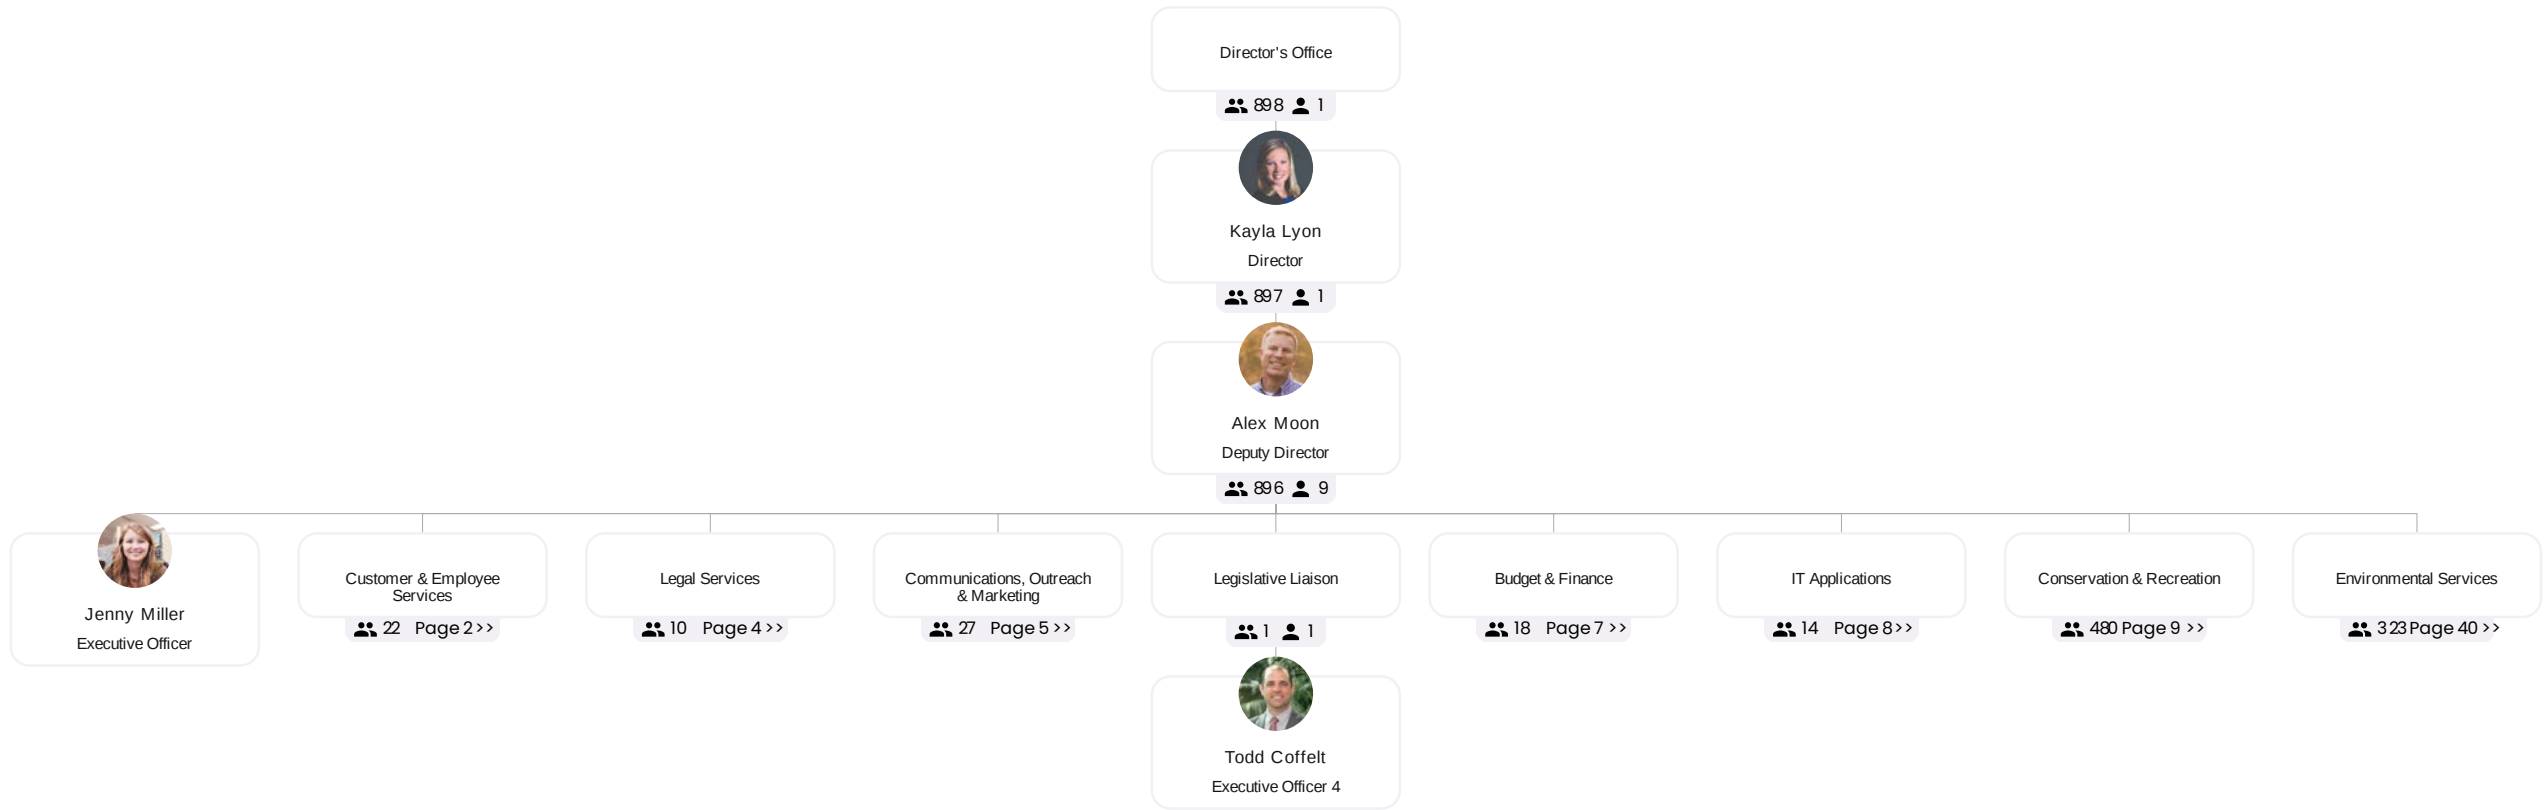 Director's Office
898 1
Kayla Lyon
Director
897 1
Alex Moon
Deputy Director
896 9
Jenny Miller
Executive Officer
Customer & Employee
Services
22 Page 2 >>
Legal Services
10 Page 4 >>
Communications, Outreach
& Marketing
27 Page 5 >>
Legislative Liaison
1 1
Todd Coffelt
Executive Officer 4
Budget & Finance
18 Page 7 >>
IT Applications
14 Page 8 >>
Conservation & Recreation
480 Page 9 >>
Environmental Services
323 Page 40 >>